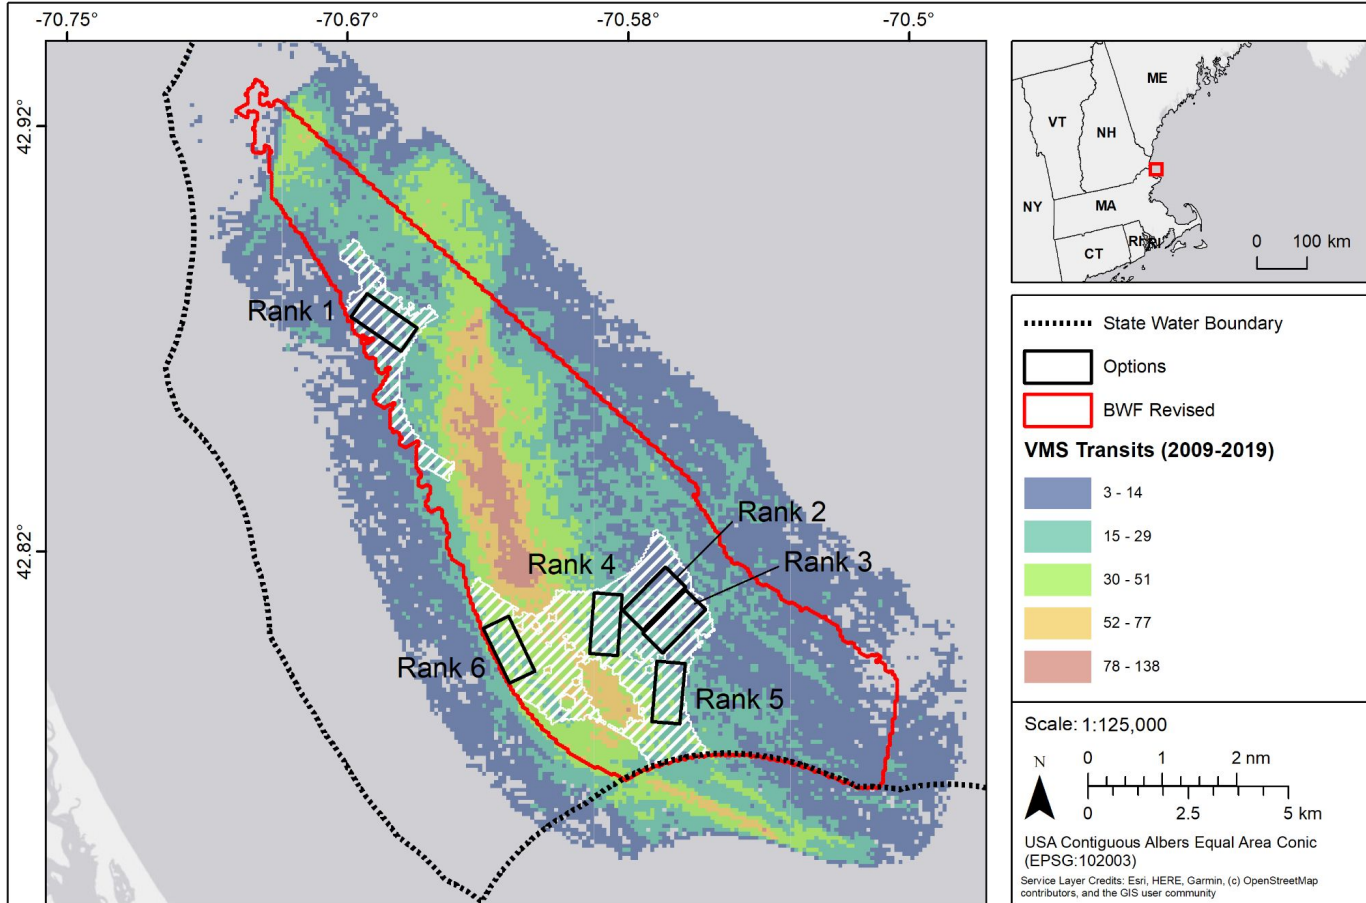 -70.75°
-70.67°
-70.58°
-70.5°
42.92°
42.82°
Rank 1
Rank 2
Rank 3
Rank 4
Rank 5
Rank 6
ME
VT
NH
NY
MA
CT
RI
RI
0 100 km
State Water Boundary
Options
BWF Revised
VMS Transits (2009-2019)
3 - 14
15 - 29
30 - 51
52 - 77
78 - 138
Scale: 1:125,000
N
0 1 2 nm
0 2.5 5 km
USA Contiguous Albers Equal Area Conic
(EPSG:102003)
Service Layer Credits: Esri, HERE, Garmin, (c) OpenStreetMap
contributors, and the GIS user community